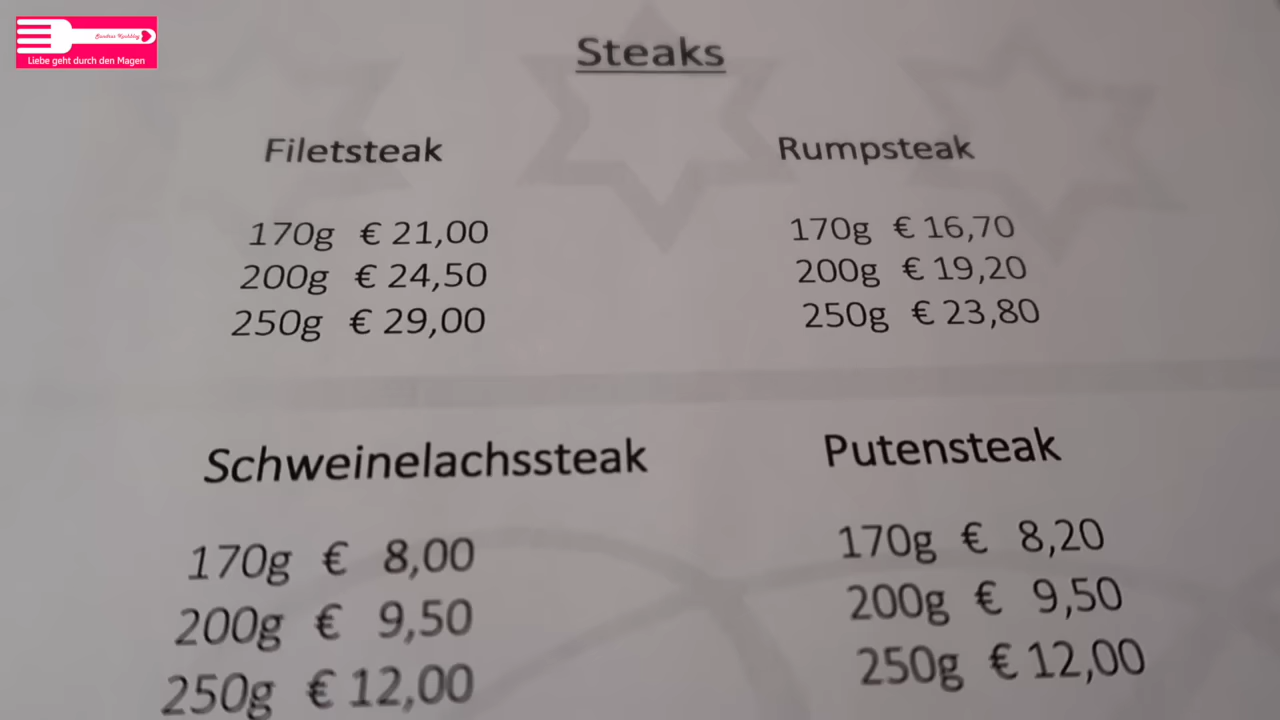 Liebe geht durch den Magen
Steaks
Filetsteak
170g € 21,00
200g € 24,50
250g € 29,00
Rumpsteak
170g € 16,70
200g € 19,20
250g € 23,80
Schweinelachssteak
170g € 8,00
200g € 9,50
250g € 12,00
Putensteak
170g € 8,20
200g € 9,50
250g € 12,00